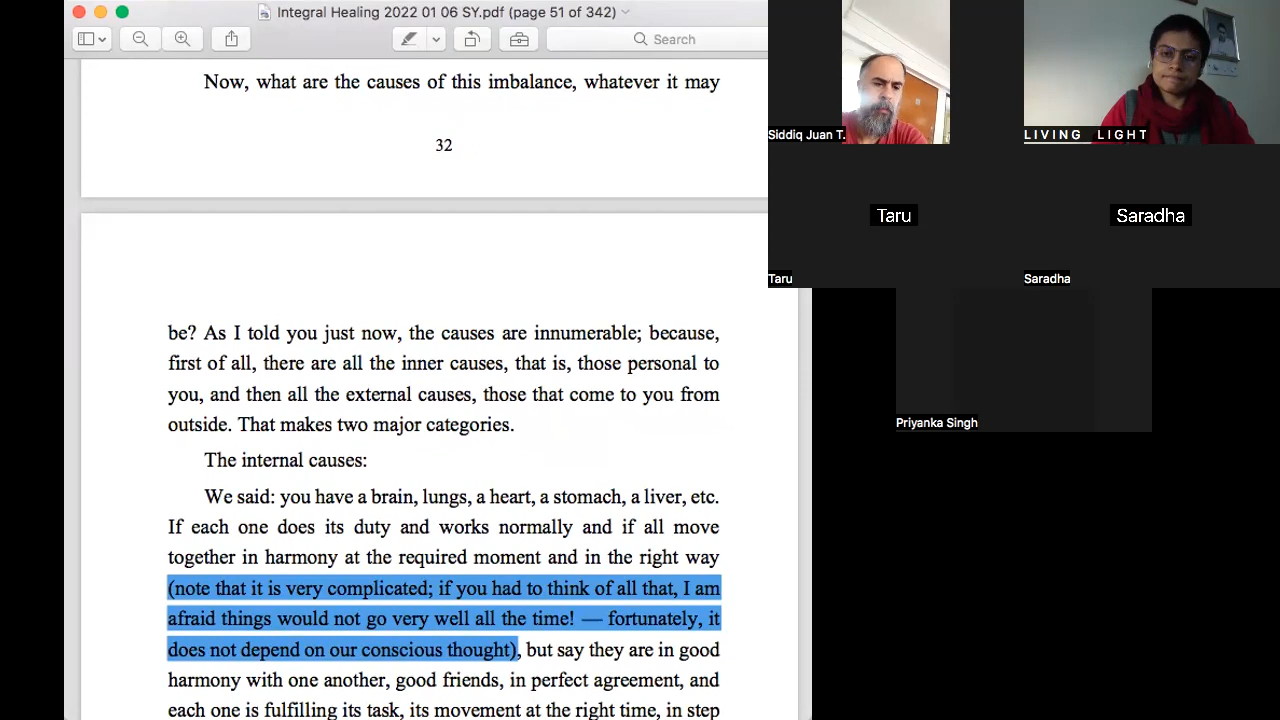 Integral Healing 2022 01 06 SY.pdf (page 51 of 342)
Search
Now, what are the causes of this imbalance, whatever it may
32
be? As I told you just now, the causes are innumerable; because,
first of all, there are all the inner causes, that is, those personal to
you, and then all the external causes, those that come to you from
outside. That makes two major categories.
The internal causes:
We said: you have a brain, lungs, a heart, a stomach, a liver, etc.
If each one does its duty and works normally and if all move
together in harmony at the required moment and in the right way
(note that it is very complicated; if you had to think of all that, I am
afraid things would not go very well all the time! — fortunately, it
does not depend on our conscious thought), but say they are in good
harmony with one another, good friends, in perfect agreement, and
each one is fulfilling its task, its movement at the right time, in step
Siddiq Juan T.
LIVING LIGHT
Taru
Saradha
Taru
Saradha
Priyanka Singh